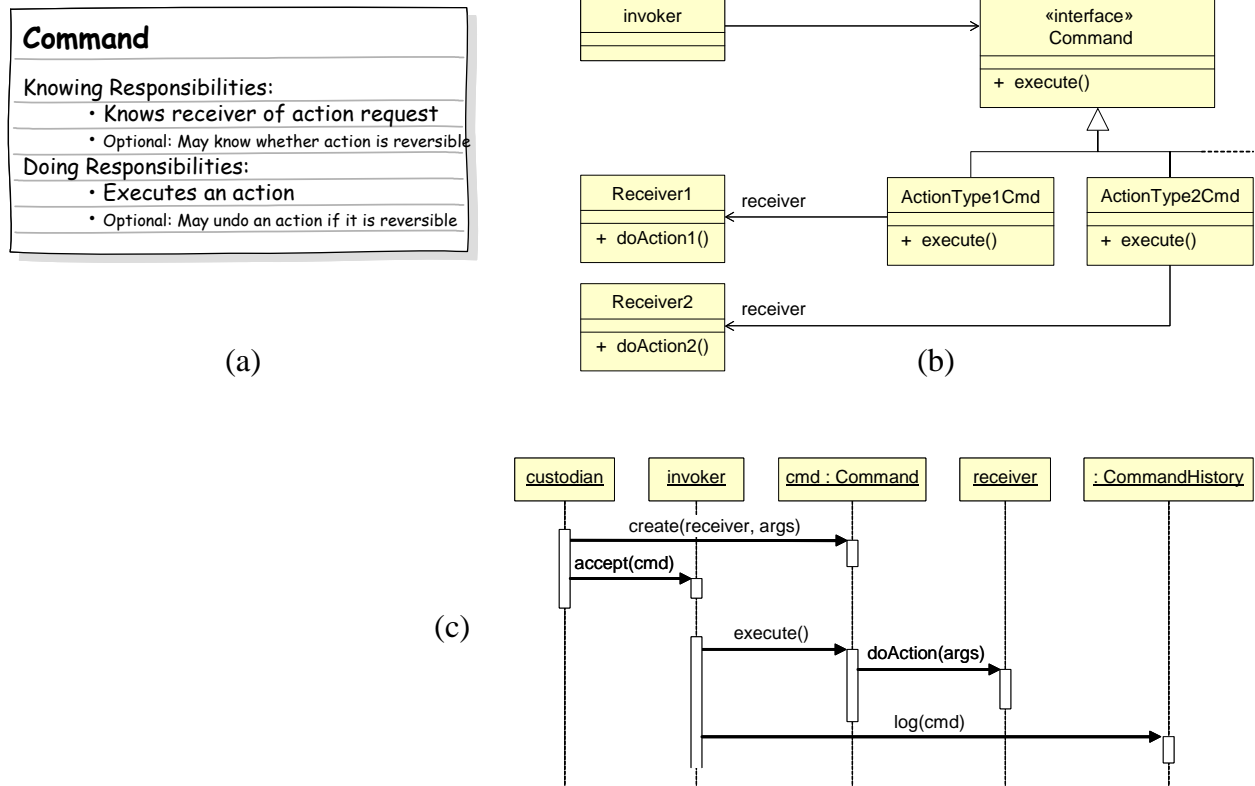 Command
Knowing Responsibilities:
• Knows receiver of action request
• Optional: May know whether action is reversible
Doing Responsibilities:
• Executes an action
• Optional: May undo an action if it is reversible
(a)
invoker
«interface»
Command
+ execute()
Receiver1
+ doAction1()
receiver
ActionType1Cmd
+ execute()
ActionType2Cmd
+ execute()
Receiver2
+ doAction2()
receiver
(b)
custodian
invoker
cmd : Command
receiver
: CommandHistory
create(receiver, args)
accept(cmd)
execute()
doAction(args)
log(cmd)
(c)